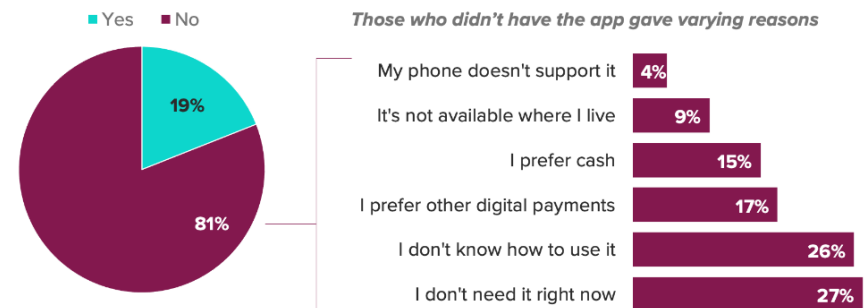 Yes No
Those who didn't have the app gave varying reasons
19%
81%
My phone doesn't support it 4%
It's not available where I live 9%
I prefer cash 15%
I prefer other digital payments 17%
I don't know how to use it 26%
I don't need it right now 27%